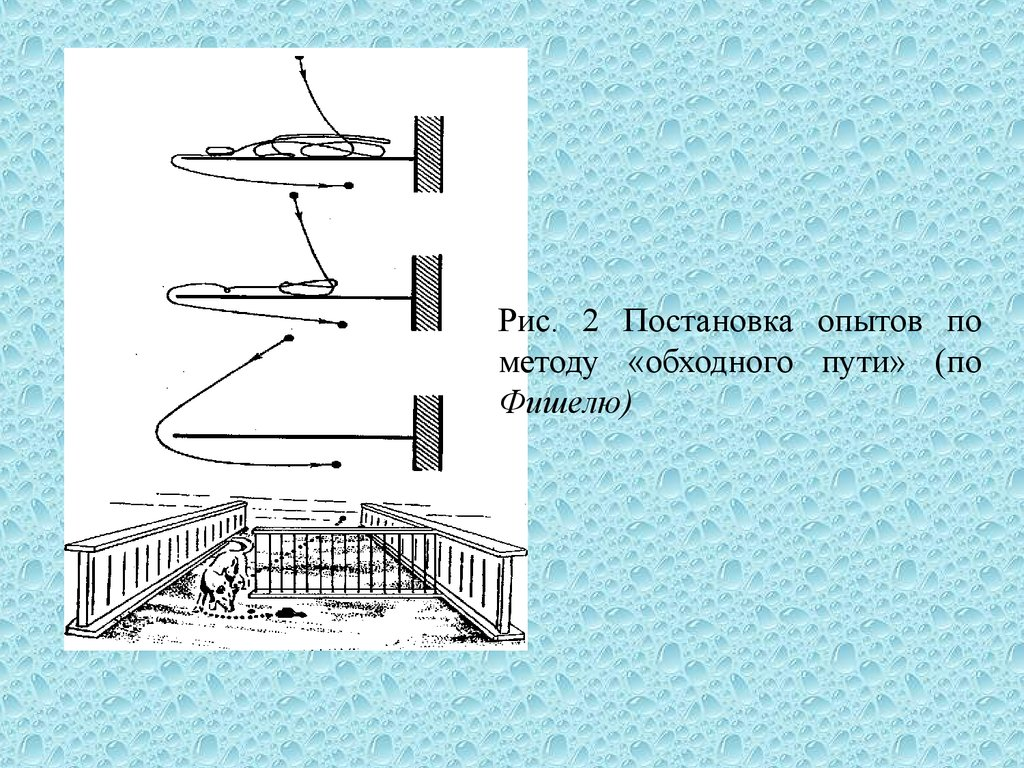 Рис. 2 Постановка опытов по
методу «обходного пути» (по
Фишелю)